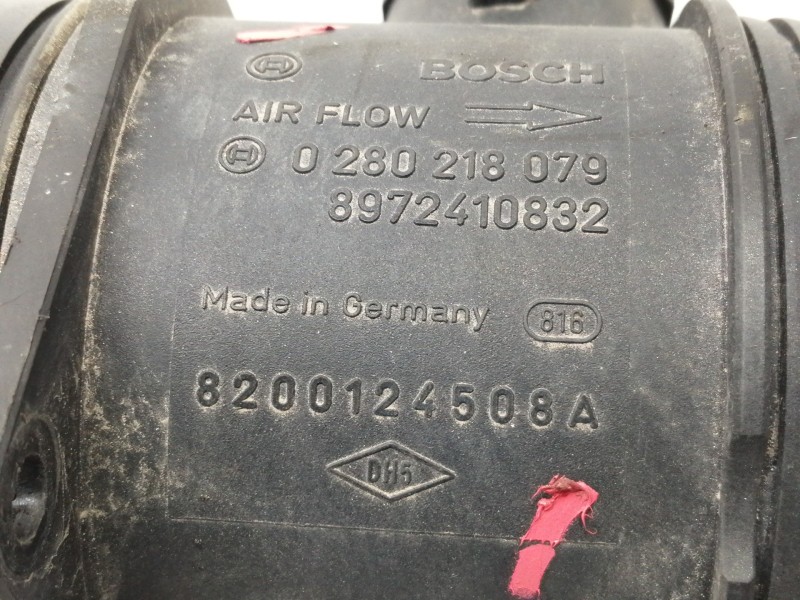 BOSCH
AIR FLOW
0 280 218 079
8972410832
Made in Germany 816
8200124508A
DH5